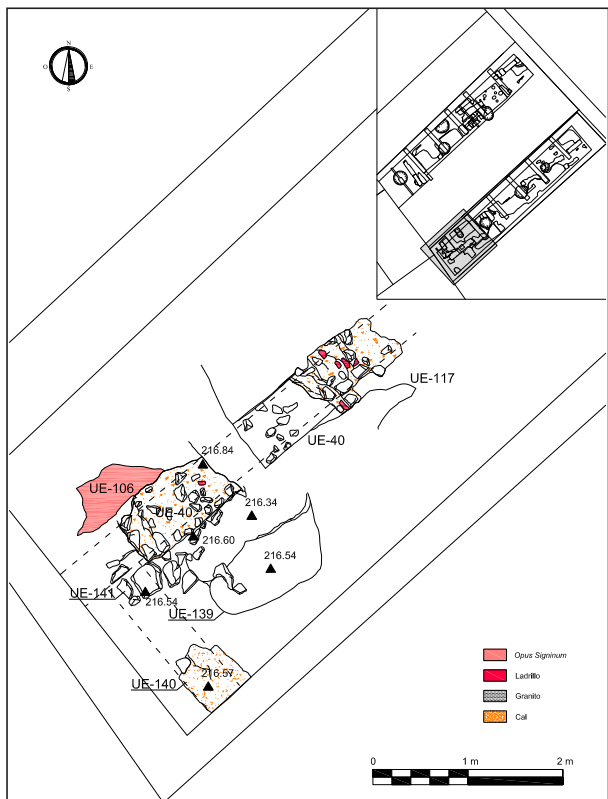 N
O E
S
UE-117
UE-40
216.84
UE-106
216.34
UE-40
216.60
216.54
UE-141
216.54
UE-139
216.57
UE-140
Opus Signinum
Ladrillo
Granito
Cal
0 1 m 2 m